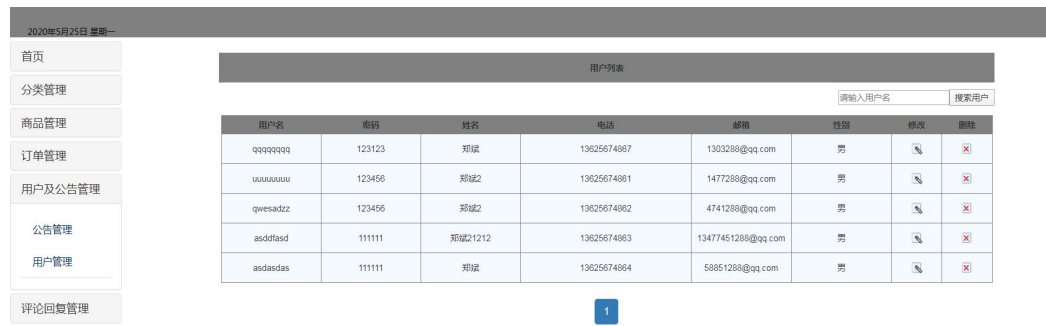 2020年5月25日 星期一
首页
分类管理
商品管理
订单管理
用户及公告管理
公告管理
用户管理
评论回复管理
用户列表
请输入用户名 搜索用户
用户名 密码 姓名 电话 邮箱 性别 修改 删除
qqqqqqqq 123123 郑斌 13625674867 1303288@qq.com 男
uuuuuuuu 123456 郑斌2 13625674861 1477288@qq.com 男
qwesadzz 123456 郑斌2 13625674862 4741288@qq.com 男
asddfasd 111111 郑斌21212 13625674863 13477451288@qq.com 男
asdasdas 111111 郑斌 13625674864 58851288@qq.com 男
1